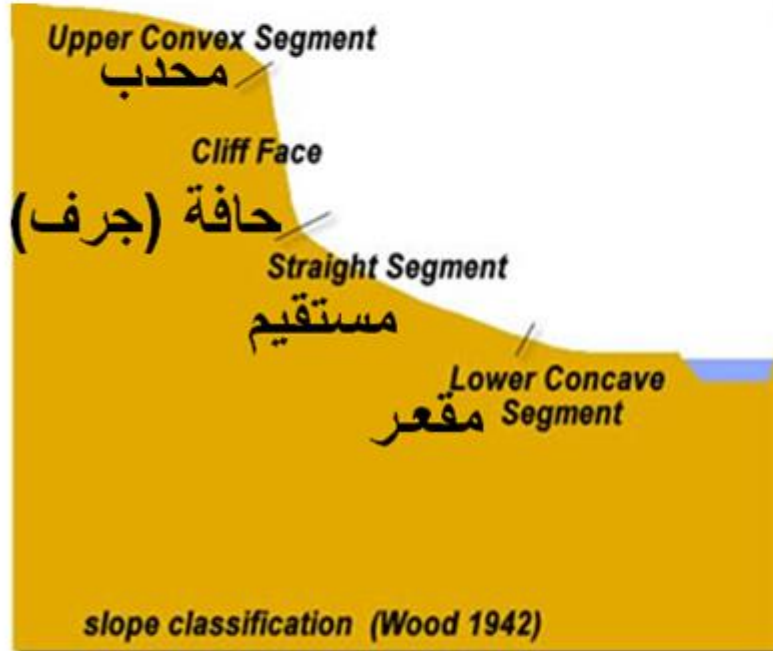 Upper Convex Segment
محدب
Cliff Face
حافة (جرف)
Straight Segment
مستقيم
Lower Concave
Segment
مقعر
slope classification (Wood 1942)